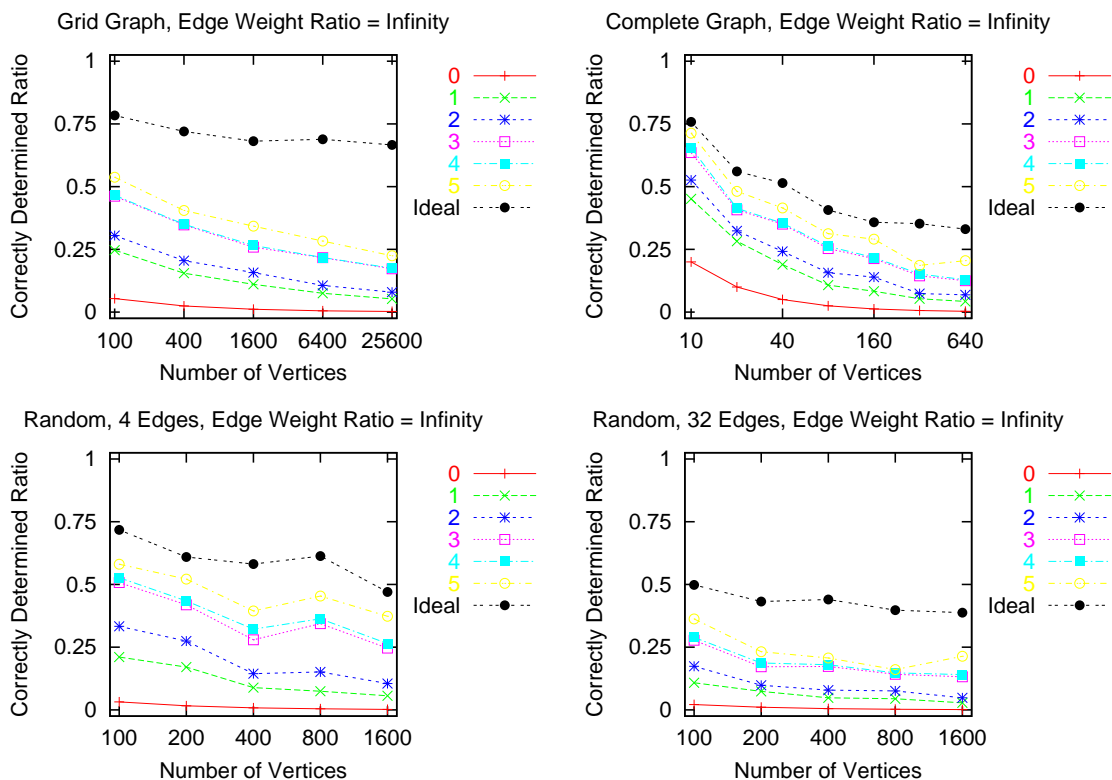 Grid Graph, Edge Weight Ratio = Infinity
Correctly Determined Ratio
1
0.75
0.5
0.25
0
100 400 1600 6400 25600
Number of Vertices
0
1
2
3
4
5
Ideal
Complete Graph, Edge Weight Ratio = Infinity
Correctly Determined Ratio
1
0.75
0.5
0.25
0
10 40 160 640
Number of Vertices
0
1
2
3
4
5
Ideal
Random, 4 Edges, Edge Weight Ratio = Infinity
Correctly Determined Ratio
1
0.75
0.5
0.25
0
100 200 400 800 1600
Number of Vertices
0
1
2
3
4
5
Ideal
Random, 32 Edges, Edge Weight Ratio = Infinity
Correctly Determined Ratio
1
0.75
0.5
0.25
0
100 200 400 800 1600
Number of Vertices
0
1
2
3
4
5
Ideal